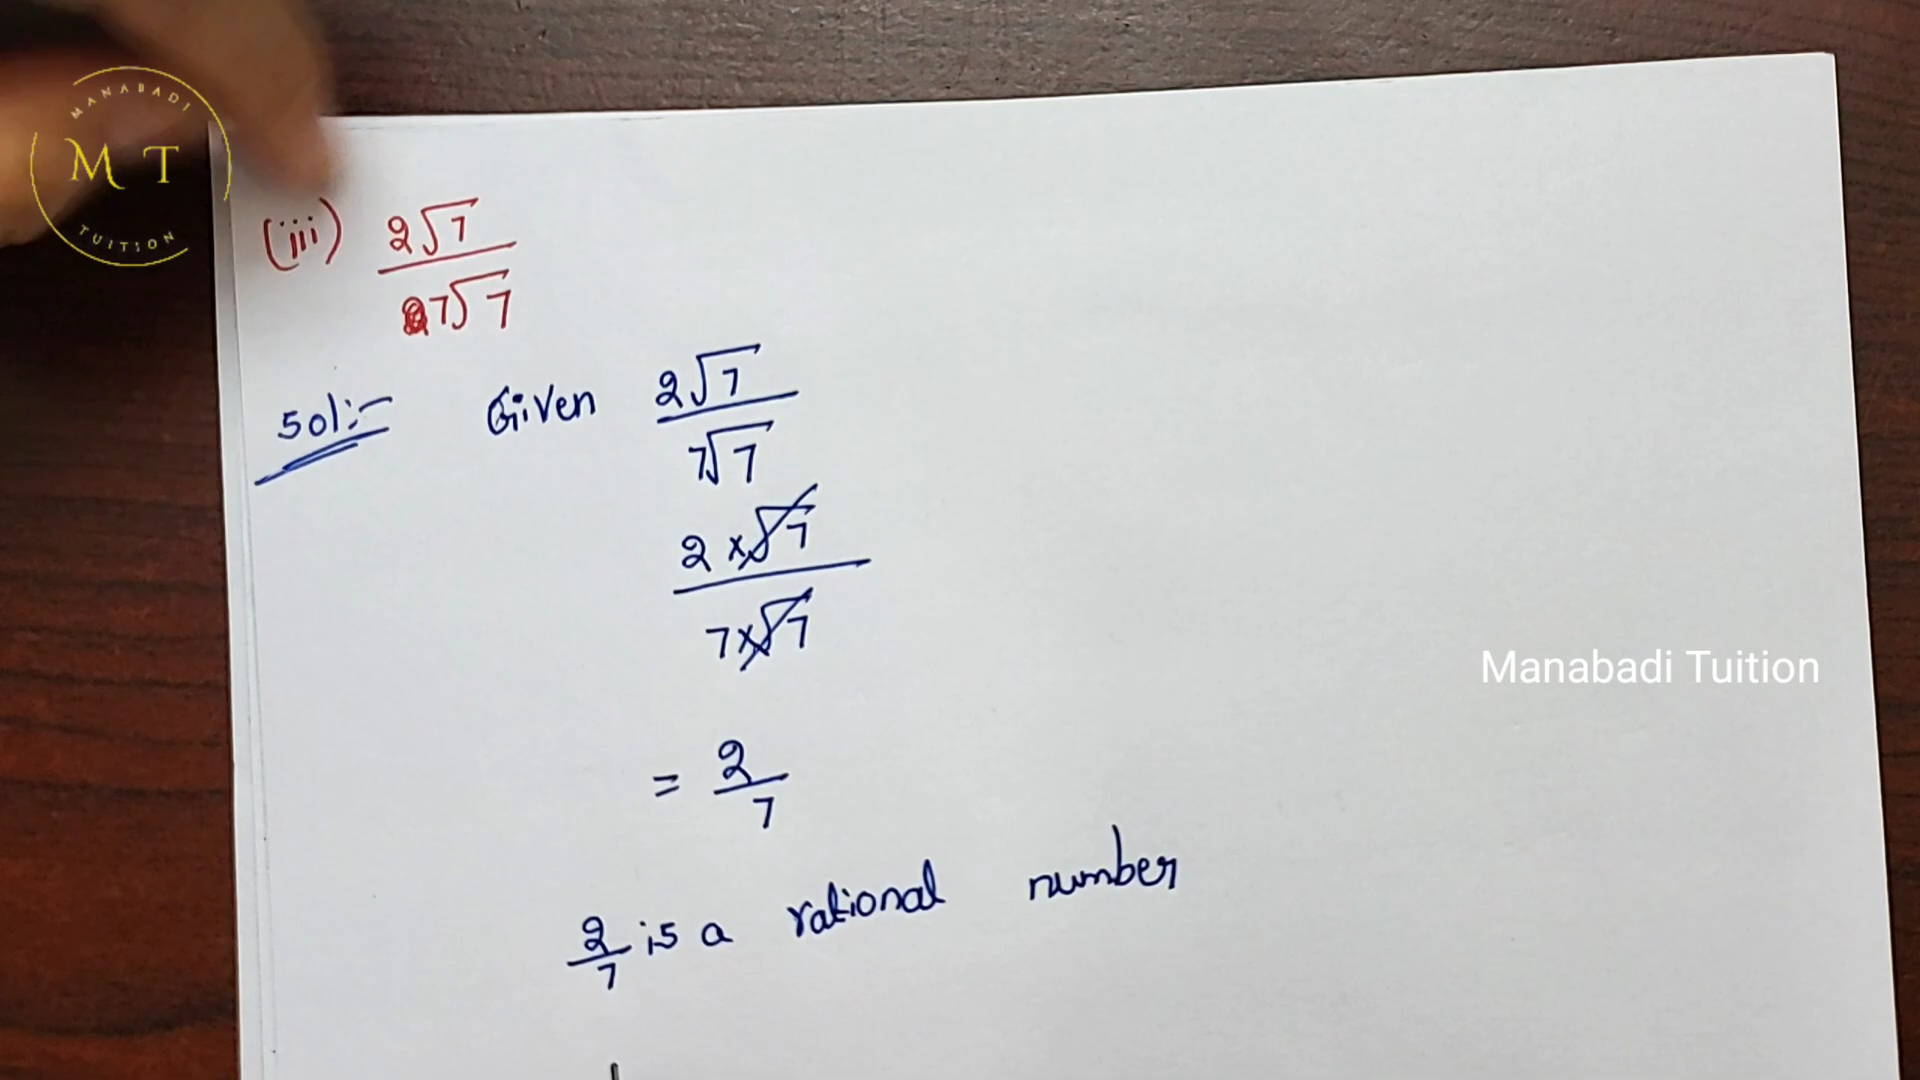 MANABADI
M T
TUITION
(iii) 2√7
7√7
Sol:- Given 2√7
7√7
2 × √7
7 × √7
= 2
7
Manabadi Tuition
2/7 is a rational number